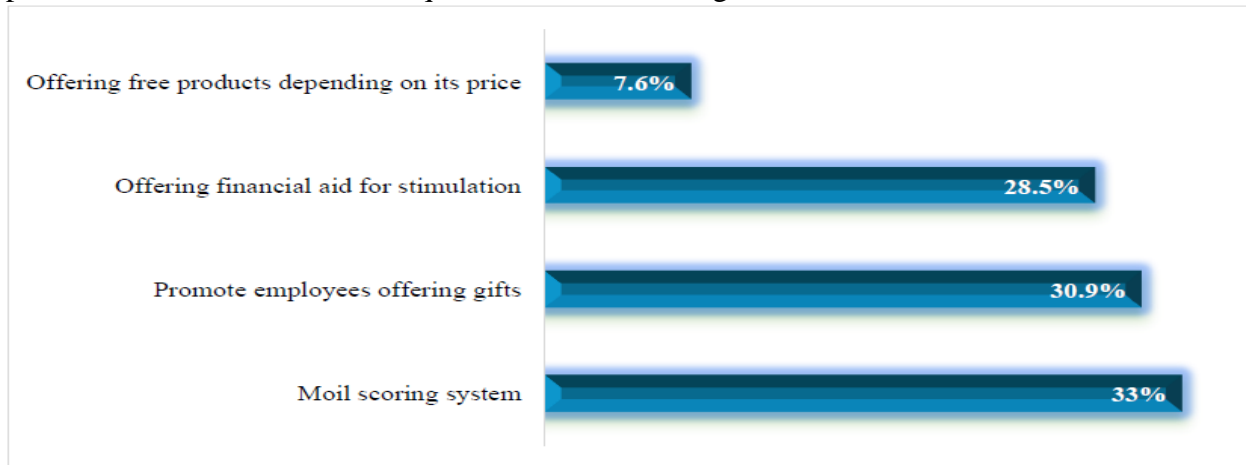 Offering free products depending on its price
7.6%
Offering financial aid for stimulation
28.5%
Promote employees offering gifts
30.9%
Moil scoring system
33%